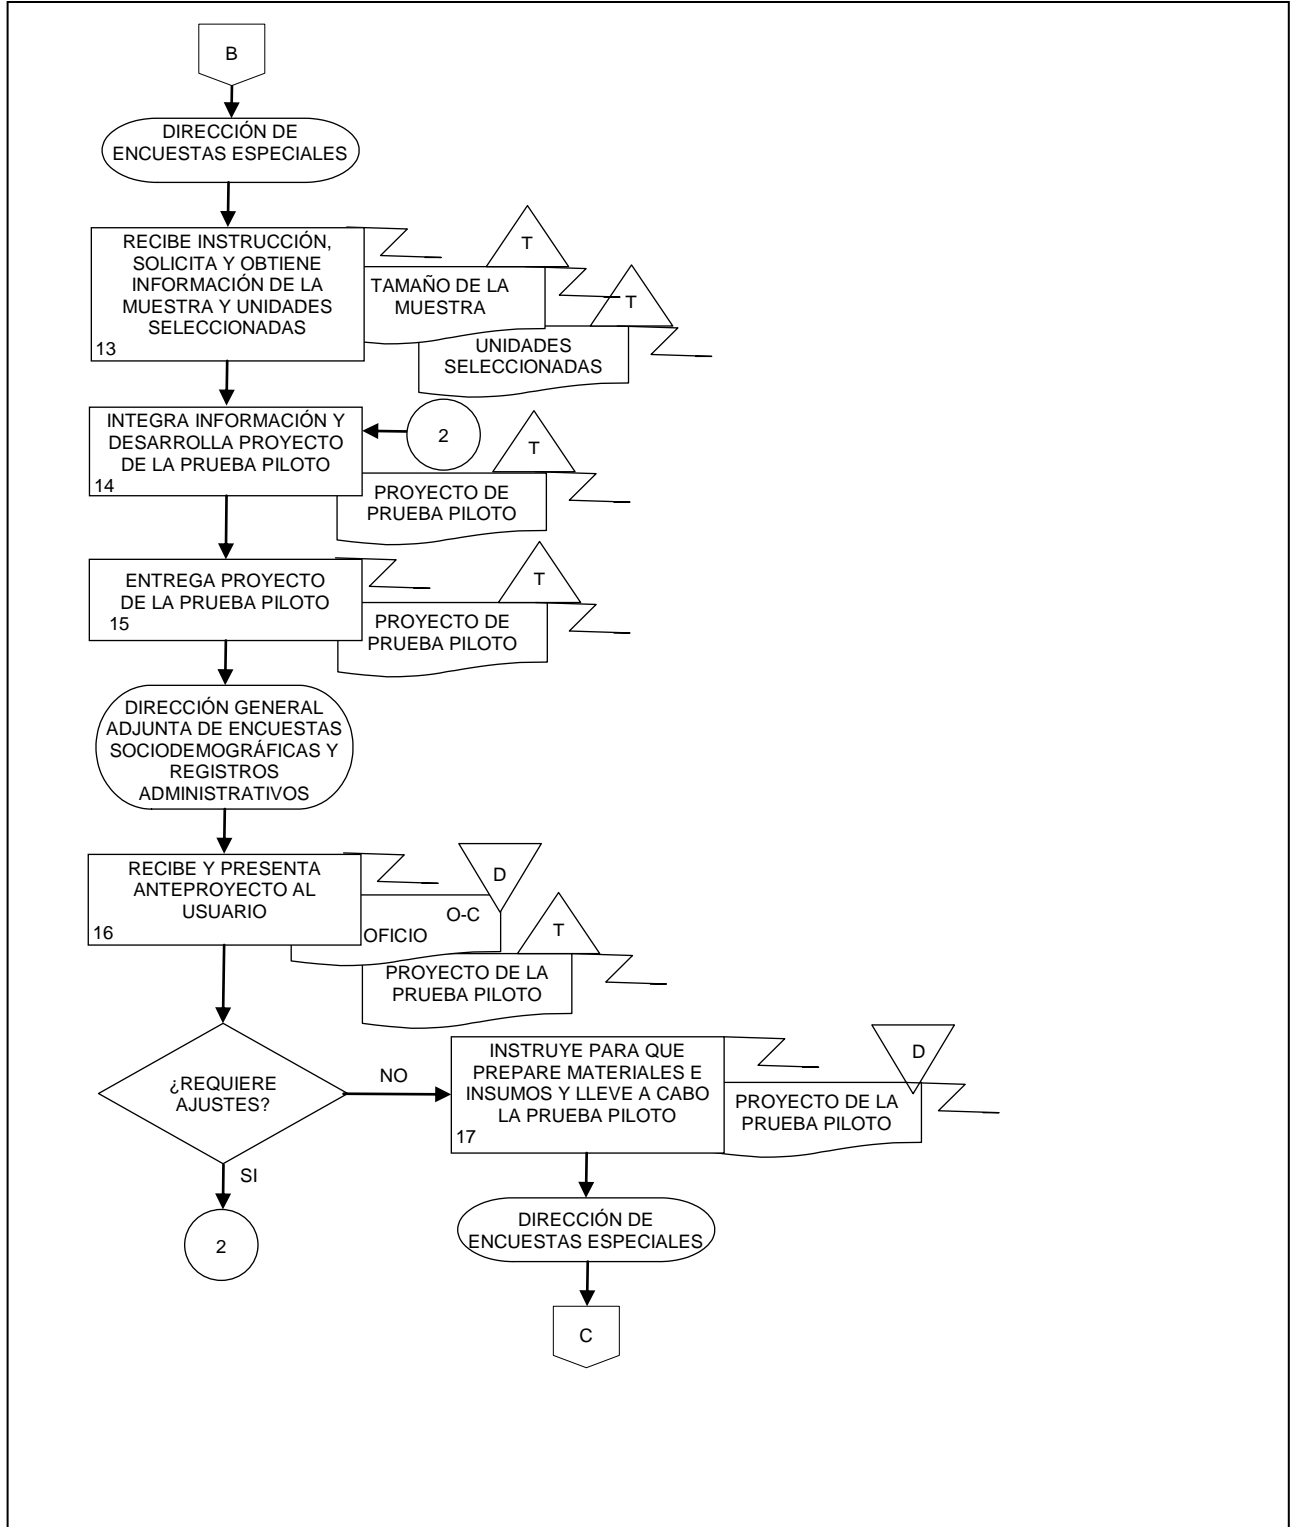 B
DIRECCIÓN DE
ENCUESTAS ESPECIALES
RECIBE INSTRUCCIÓN,
SOLICITA Y OBTIENE
INFORMACIÓN DE LA
MUESTRA Y UNIDADES
SELECCIONADAS
13
T
TAMAÑO DE LA
MUESTRA
T
UNIDADES
SELECCIONADAS
INTEGRA INFORMACIÓN Y
DESARROLLA PROYECTO
DE LA PRUEBA PILOTO
14
2
T
PROYECTO DE
PRUEBA PILOTO
ENTREGA PROYECTO
DE LA PRUEBA PILOTO
15
T
PROYECTO DE
PRUEBA PILOTO
DIRECCIÓN GENERAL
ADJUNTA DE ENCUESTAS
SOCIODEMOGRÁFICAS Y
REGISTROS
ADMINISTRATIVOS
RECIBE Y PRESENTA
ANTEPROYECTO AL
USUARIO
16
D
O-C
OFICIO
T
PROYECTO DE LA
PRUEBA PILOTO
¿REQUIERE
AJUSTES?
NO
SI
2
INSTRUYE PARA QUE
PREPARE MATERIALES E
INSUMOS Y LLEVE A CABO
LA PRUEBA PILOTO
17
D
PROYECTO DE LA
PRUEBA PILOTO
DIRECCIÓN DE
ENCUESTAS ESPECIALES
C